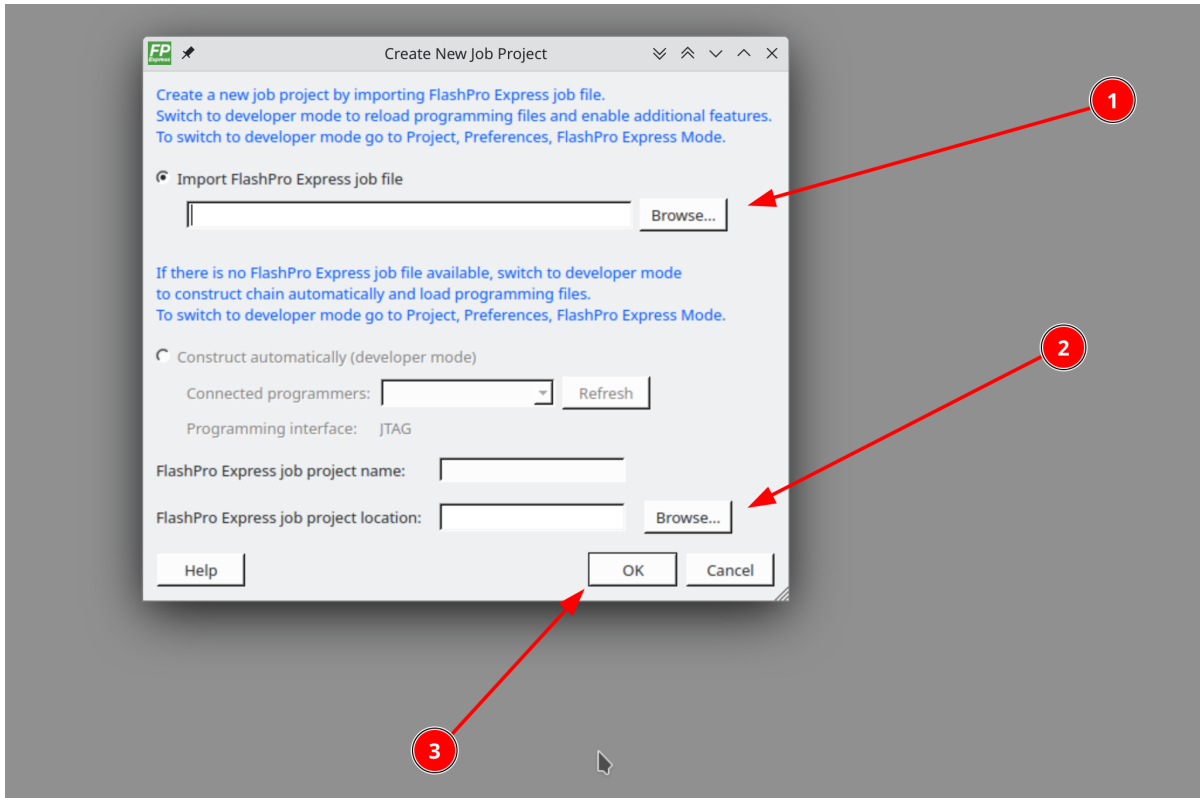 FP
Express
Create New Job Project
Create a new job project by importing FlashPro Express job file.
Switch to developer mode to reload programming files and enable additional features.
To switch to developer mode go to Project, Preferences, FlashPro Express Mode.
1
Import FlashPro Express job file
Browse...
If there is no FlashPro Express job file available, switch to developer mode
to construct chain automatically and load programming files.
To switch to developer mode go to Project, Preferences, FlashPro Express Mode.
2
Construct automatically (developer mode)
Connected programmers:
Refresh
Programming interface: JTAG
FlashPro Express job project name:
FlashPro Express job project location:
Browse...
Help
OK
Cancel
3